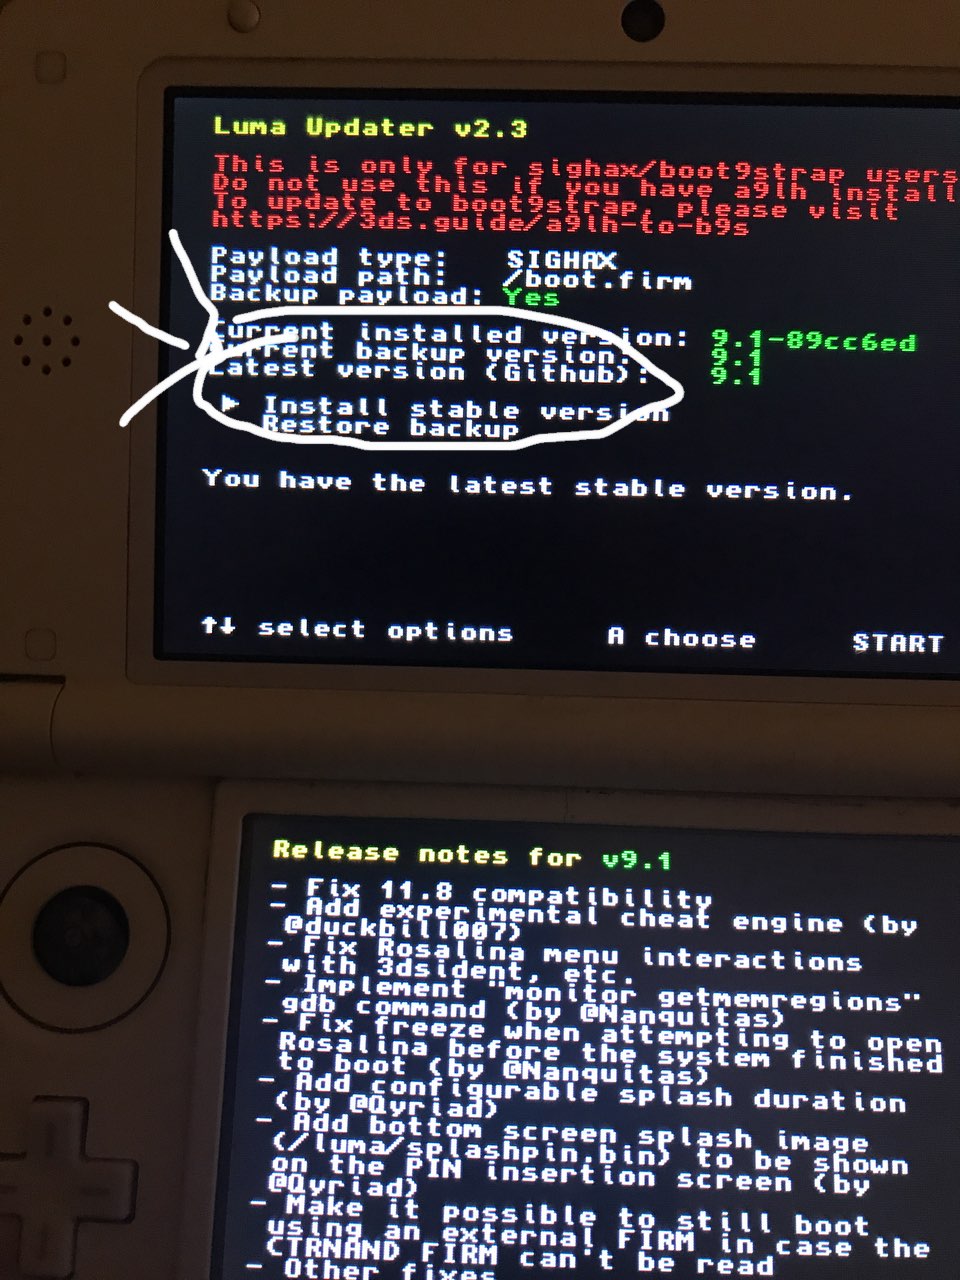 Luma Updater v2.3
This is only for sighax/boot9strap users
Do not use this if you have a9lh install
To update to boot9strap, please visit
https://3ds.guide/a9lh-to-b9s
Payload type: SIGHAX
Payload path: /boot.firm
Backup payload: Yes
Current installed version: 9.1-89cc6ed
Current backup version: 9.1
Latest version (Github): 9.1
► Install stable version
Restore backup
You have the latest stable version.
↑↓ select options A choose START
Release notes for v9.1
- Fix 11.8 compatibility
- Add experimental cheat engine (by
@duckbill007)
- Fix Rosalina menu interactions
with 3dsident, etc.
- Implement "monitor getmemregions"
gdb command (by @Nanquitas)
- Fix freeze when attempting to open
Rosalina before the system finished
to boot (by @Nanquitas)
- Add configurable splash duration
(by @Qyriad)
- Add bottom screen splash image
(/luma/splashpin.bin) to be shown
on the PIN insertion screen (by
@Qyriad)
- Make it possible to still boot
using an external FIRM in case the
CTRNAND FIRM can't be read
- Other fixes